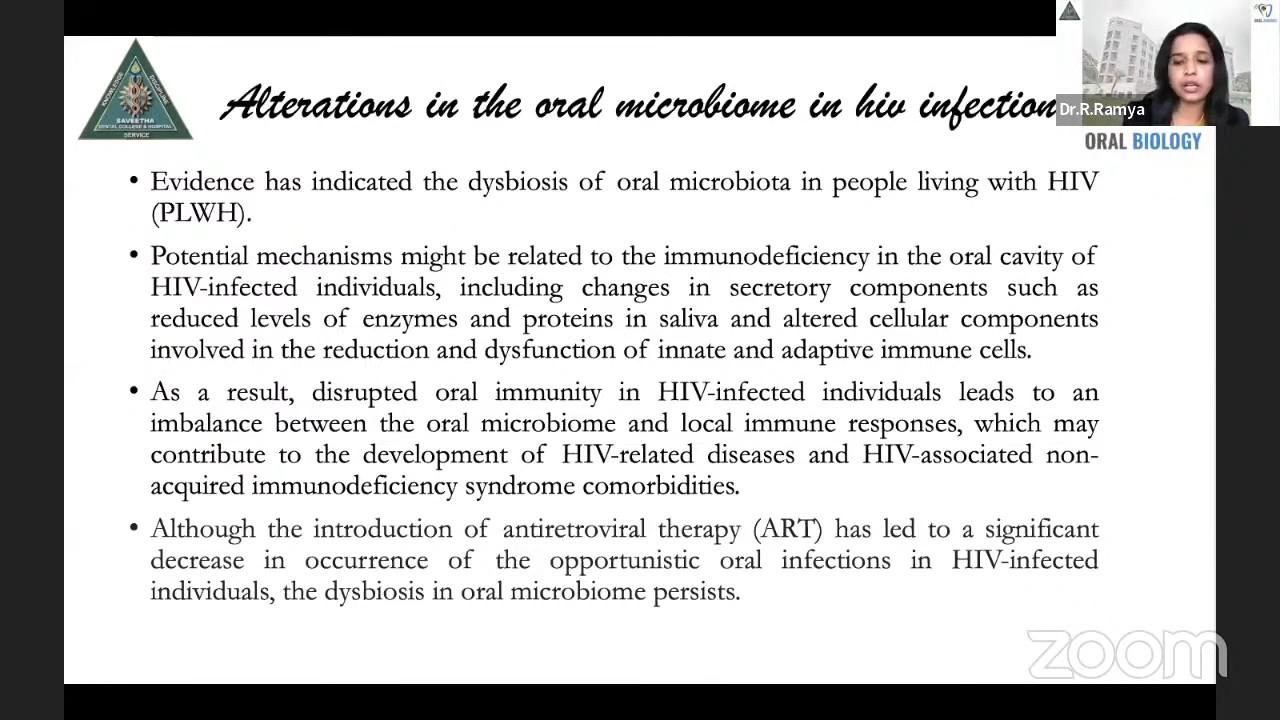 KNOWLEDGE
DISCIPLINE
SAVEETHA
DENTAL COLLEGE & HOSPITAL
SERVICE
Alterations in the oral microbiome in hiv infection
Dr.R.Ramya
ORAL BIOLOGY
• Evidence has indicated the dysbiosis of oral microbiota in people living with HIV
(PLWH).
• Potential mechanisms might be related to the immunodeficiency in the oral cavity of
HIV-infected individuals, including changes in secretory components such as
reduced levels of enzymes and proteins in saliva and altered cellular components
involved in the reduction and dysfunction of innate and adaptive immune cells.
• As a result, disrupted oral immunity in HIV-infected individuals leads to an
imbalance between the oral microbiome and local immune responses, which may
contribute to the development of HIV-related diseases and HIV-associated non-
acquired immunodeficiency syndrome comorbidities.
• Although the introduction of antiretroviral therapy (ART) has led to a significant
decrease in occurrence of the opportunistic oral infections in HIV-infected
individuals, the dysbiosis in oral microbiome persists.
zoom